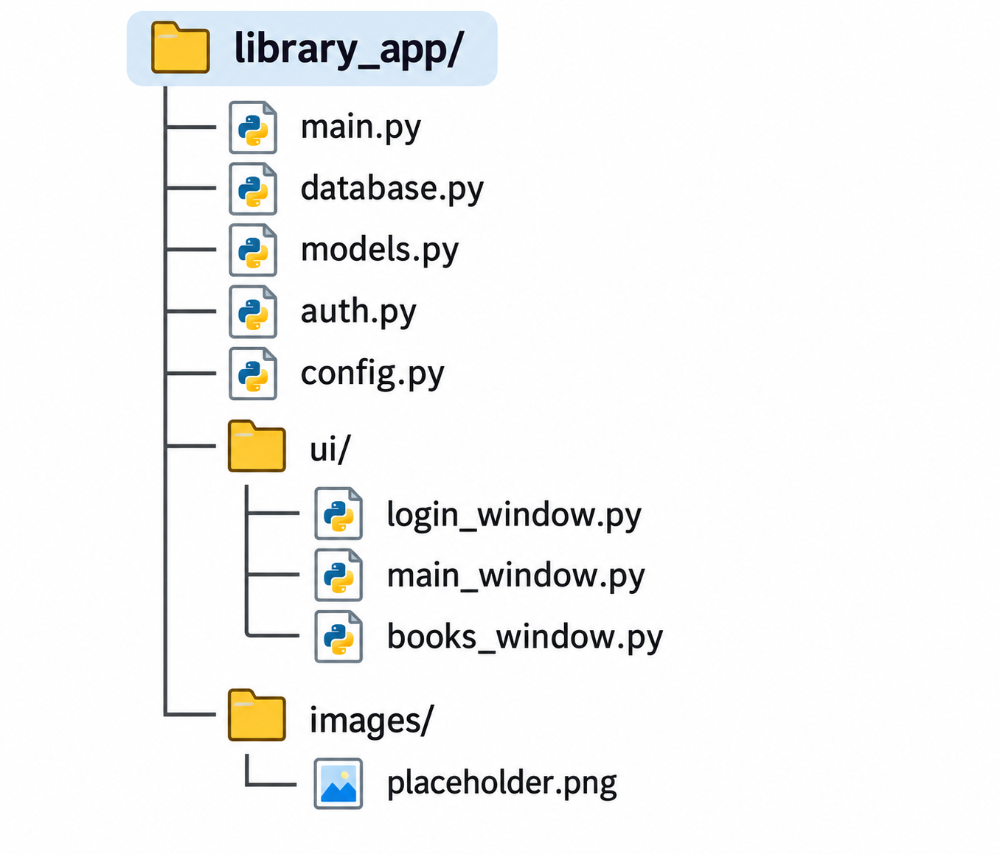 library_app/
main.py
database.py
models.py
auth.py
config.py
ui/
login_window.py
main_window.py
books_window.py
images/
placeholder.png